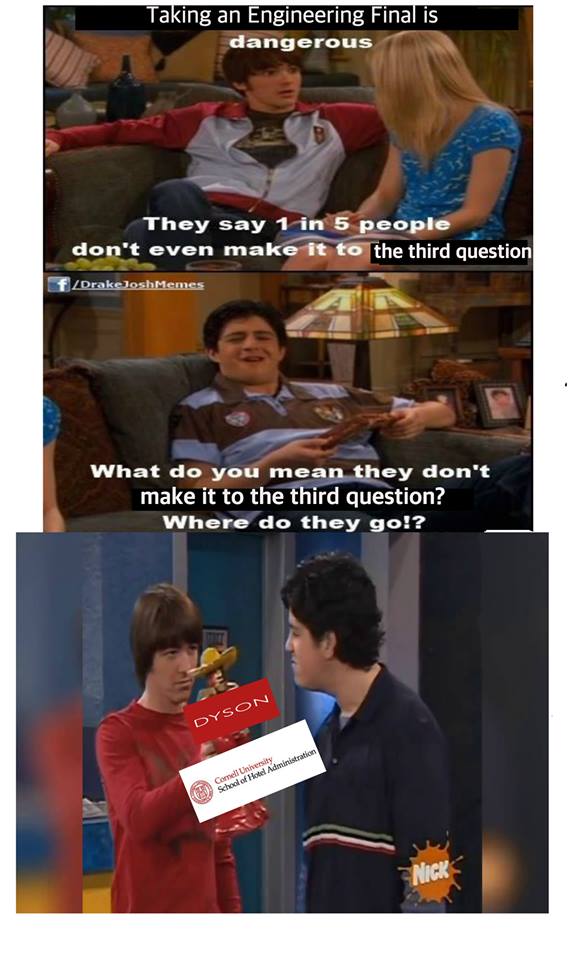 Taking an Engineering Final is
dangerous
They say 1 in 5 people
don't even make it to the third question
f /DrakeJoshMemes
What do you mean they don't
make it to the third question?
Where do they go!?
DYSON
Cornell University
School of Hotel Administration
NICK